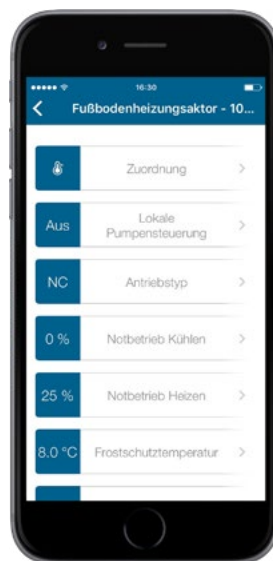 16:30
Fußbodenheizungsaktor - 10...
Zuordnung
Aus
Lokale
Pumpensteuerung
NC
Antriebstyp
0 %
Notbetrieb Kühlen
25 %
Notbetrieb Heizen
8.0 °C
Frostschutztemperatur